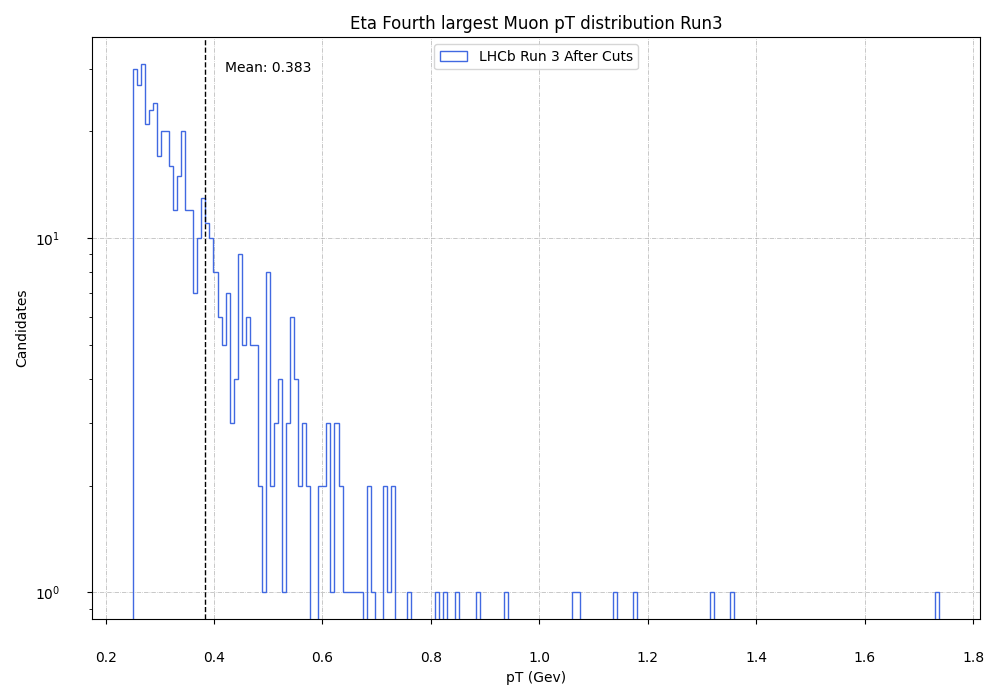 Eta Fourth largest Muon pT distribution Run3
LHCb Run 3 After Cuts
Mean: 0.383
10^1
10^0
Candidates
0.2 0.4 0.6 0.8 1.0 1.2 1.4 1.6 1.8
pT (Gev)